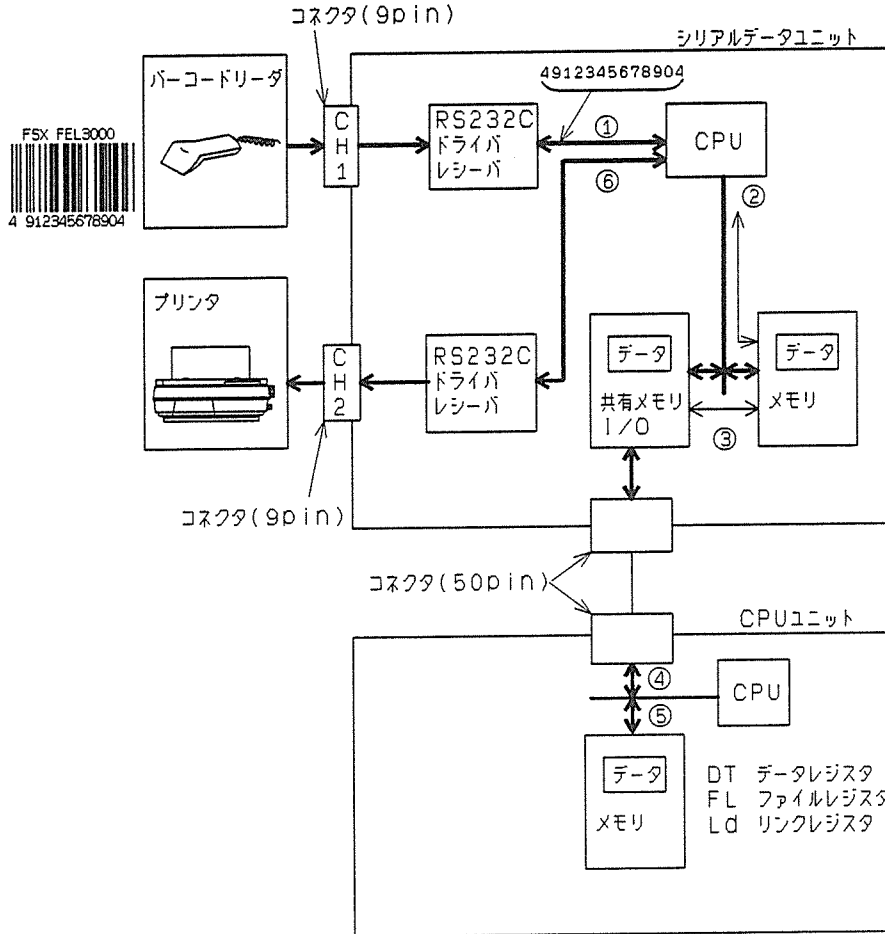 コネクタ(9pin)
シリアルデータユニット
バーコードリーダ
4912345678904
FSX FEL3000
4 912345678904
CH1
RS232C
ドライバ
レシーバ
①
⑥
CPU
②
プリンタ
CH2
RS232C
ドライバ
レシーバ
データ
共有メモリ
I/O
③
データ
メモリ
コネクタ(9pin)
コネクタ(50pin)
CPUユニット
④
⑤
CPU
データ
メモリ
DT データレジスタ
FL ファイルレジスタ
Ld リンクレジスタ